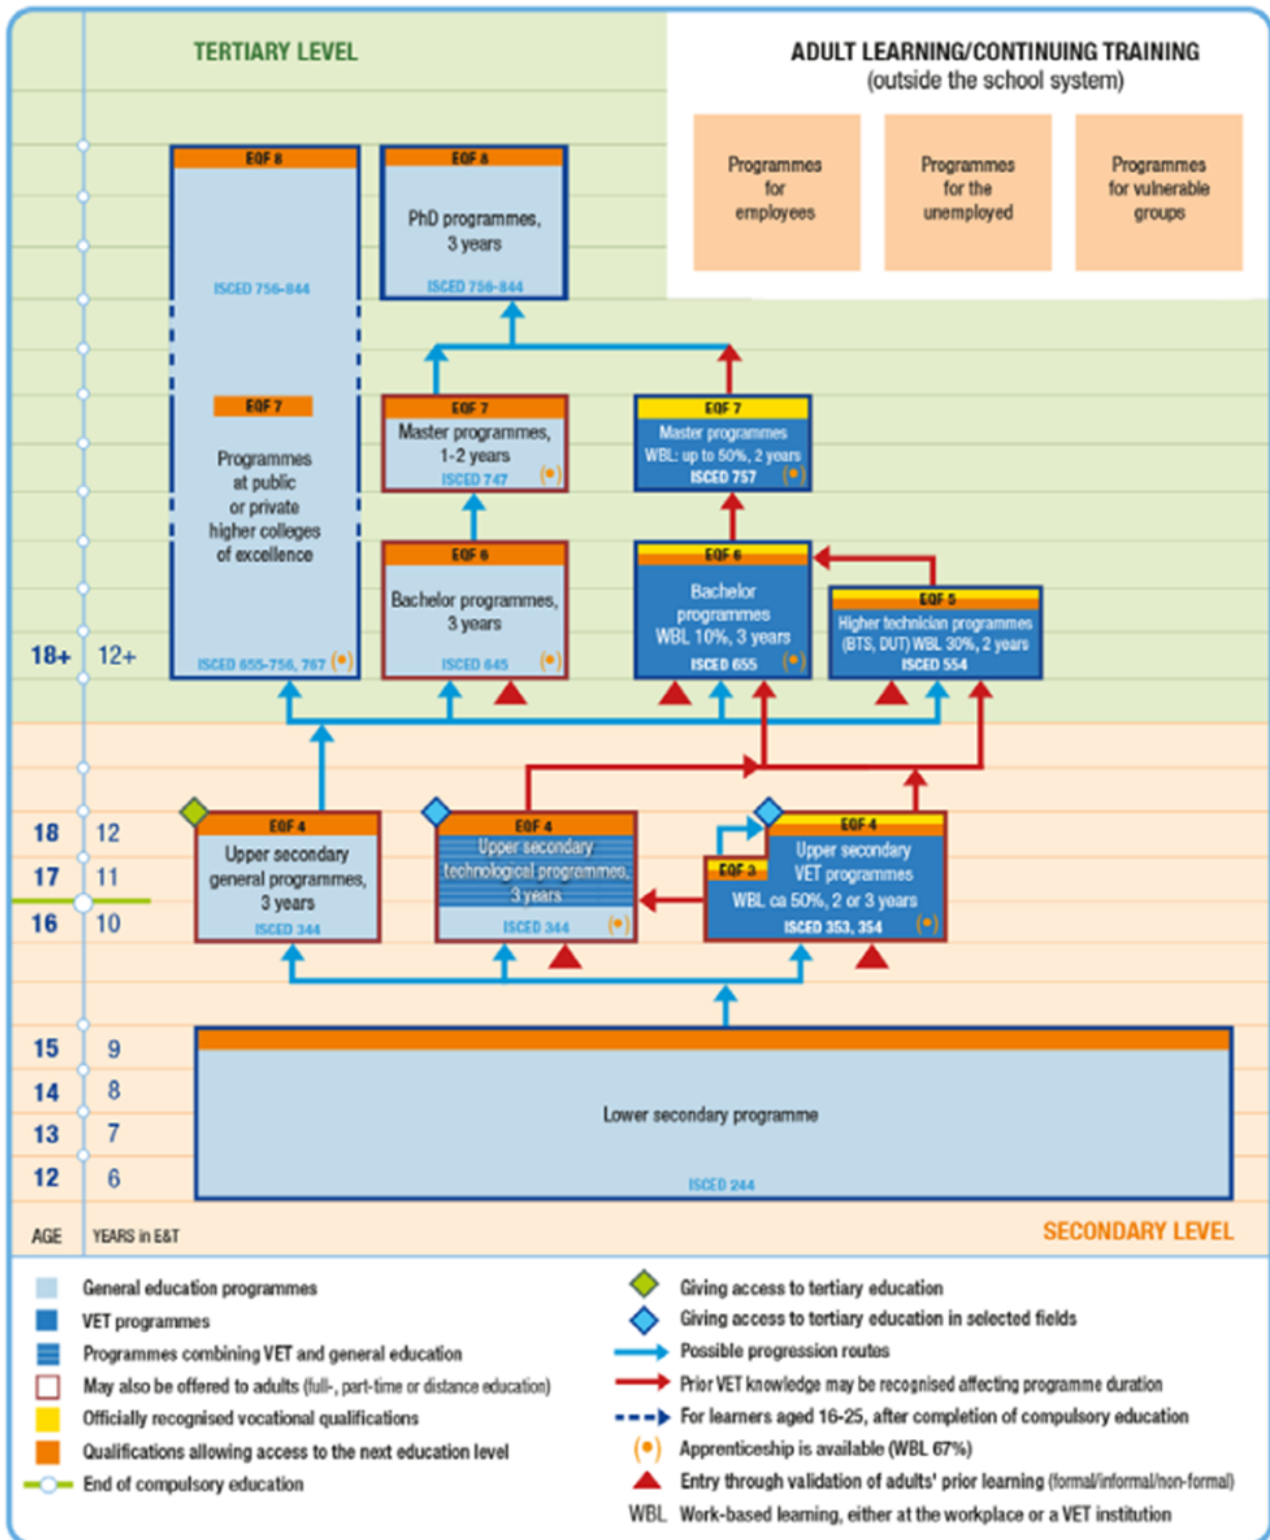 TERTIARY LEVEL
ADULT LEARNING/CONTINUING TRAINING
(outside the school system)
Programmes
for
employees
Programmes
for the
unemployed
Programmes
for vulnerable
groups
EQF 8
ISCED 756-844
EQF 7
Programmes
at public
or private
higher colleges
of excellence
ISCED 655-756, 767 (•)
EQF 8
PhD programmes,
3 years
ISCED 756-844
EQF 7
Master programmes,
1-2 years
ISCED 747 (•)
EQF 7
Master programmes
WBL: up to 50%, 2 years
ISCED 757 (•)
EQF 6
Bachelor programmes,
3 years
ISCED 645 (•)
EQF 6
Bachelor
programmes
WBL 10%, 3 years
ISCED 655 (•)
EQF 5
Higher technician programmes
(BTS, DUT) WBL 30%, 2 years
ISCED 554
18+ 12+
18 12
17 11
16 10
EQF 4
Upper secondary
general programmes,
3 years
ISCED 344
EQF 4
Upper secondary
technological programmes,
3 years
ISCED 344 (•)
EQF 3
EQF 4
Upper secondary
VET programmes
WBL ca 50%, 2 or 3 years
ISCED 353, 354 (•)
15 9
14 8
13 7
12 6
Lower secondary programme
ISCED 244
AGE YEARS in E&T
SECONDARY LEVEL
General education programmes
VET programmes
Programmes combining VET and general education
May also be offered to adults (full-, part-time or distance education)
Officially recognised vocational qualifications
Qualifications allowing access to the next education level
End of compulsory education
Giving access to tertiary education
Giving access to tertiary education in selected fields
Possible progression routes
Prior VET knowledge may be recognised affecting programme duration
For learners aged 16-25, after completion of compulsory education
(•) Apprenticeship is available (WBL 67%)
Entry through validation of adults' prior learning (formal/informal/non-formal)
WBL Work-based learning, either at the workplace or a VET institution